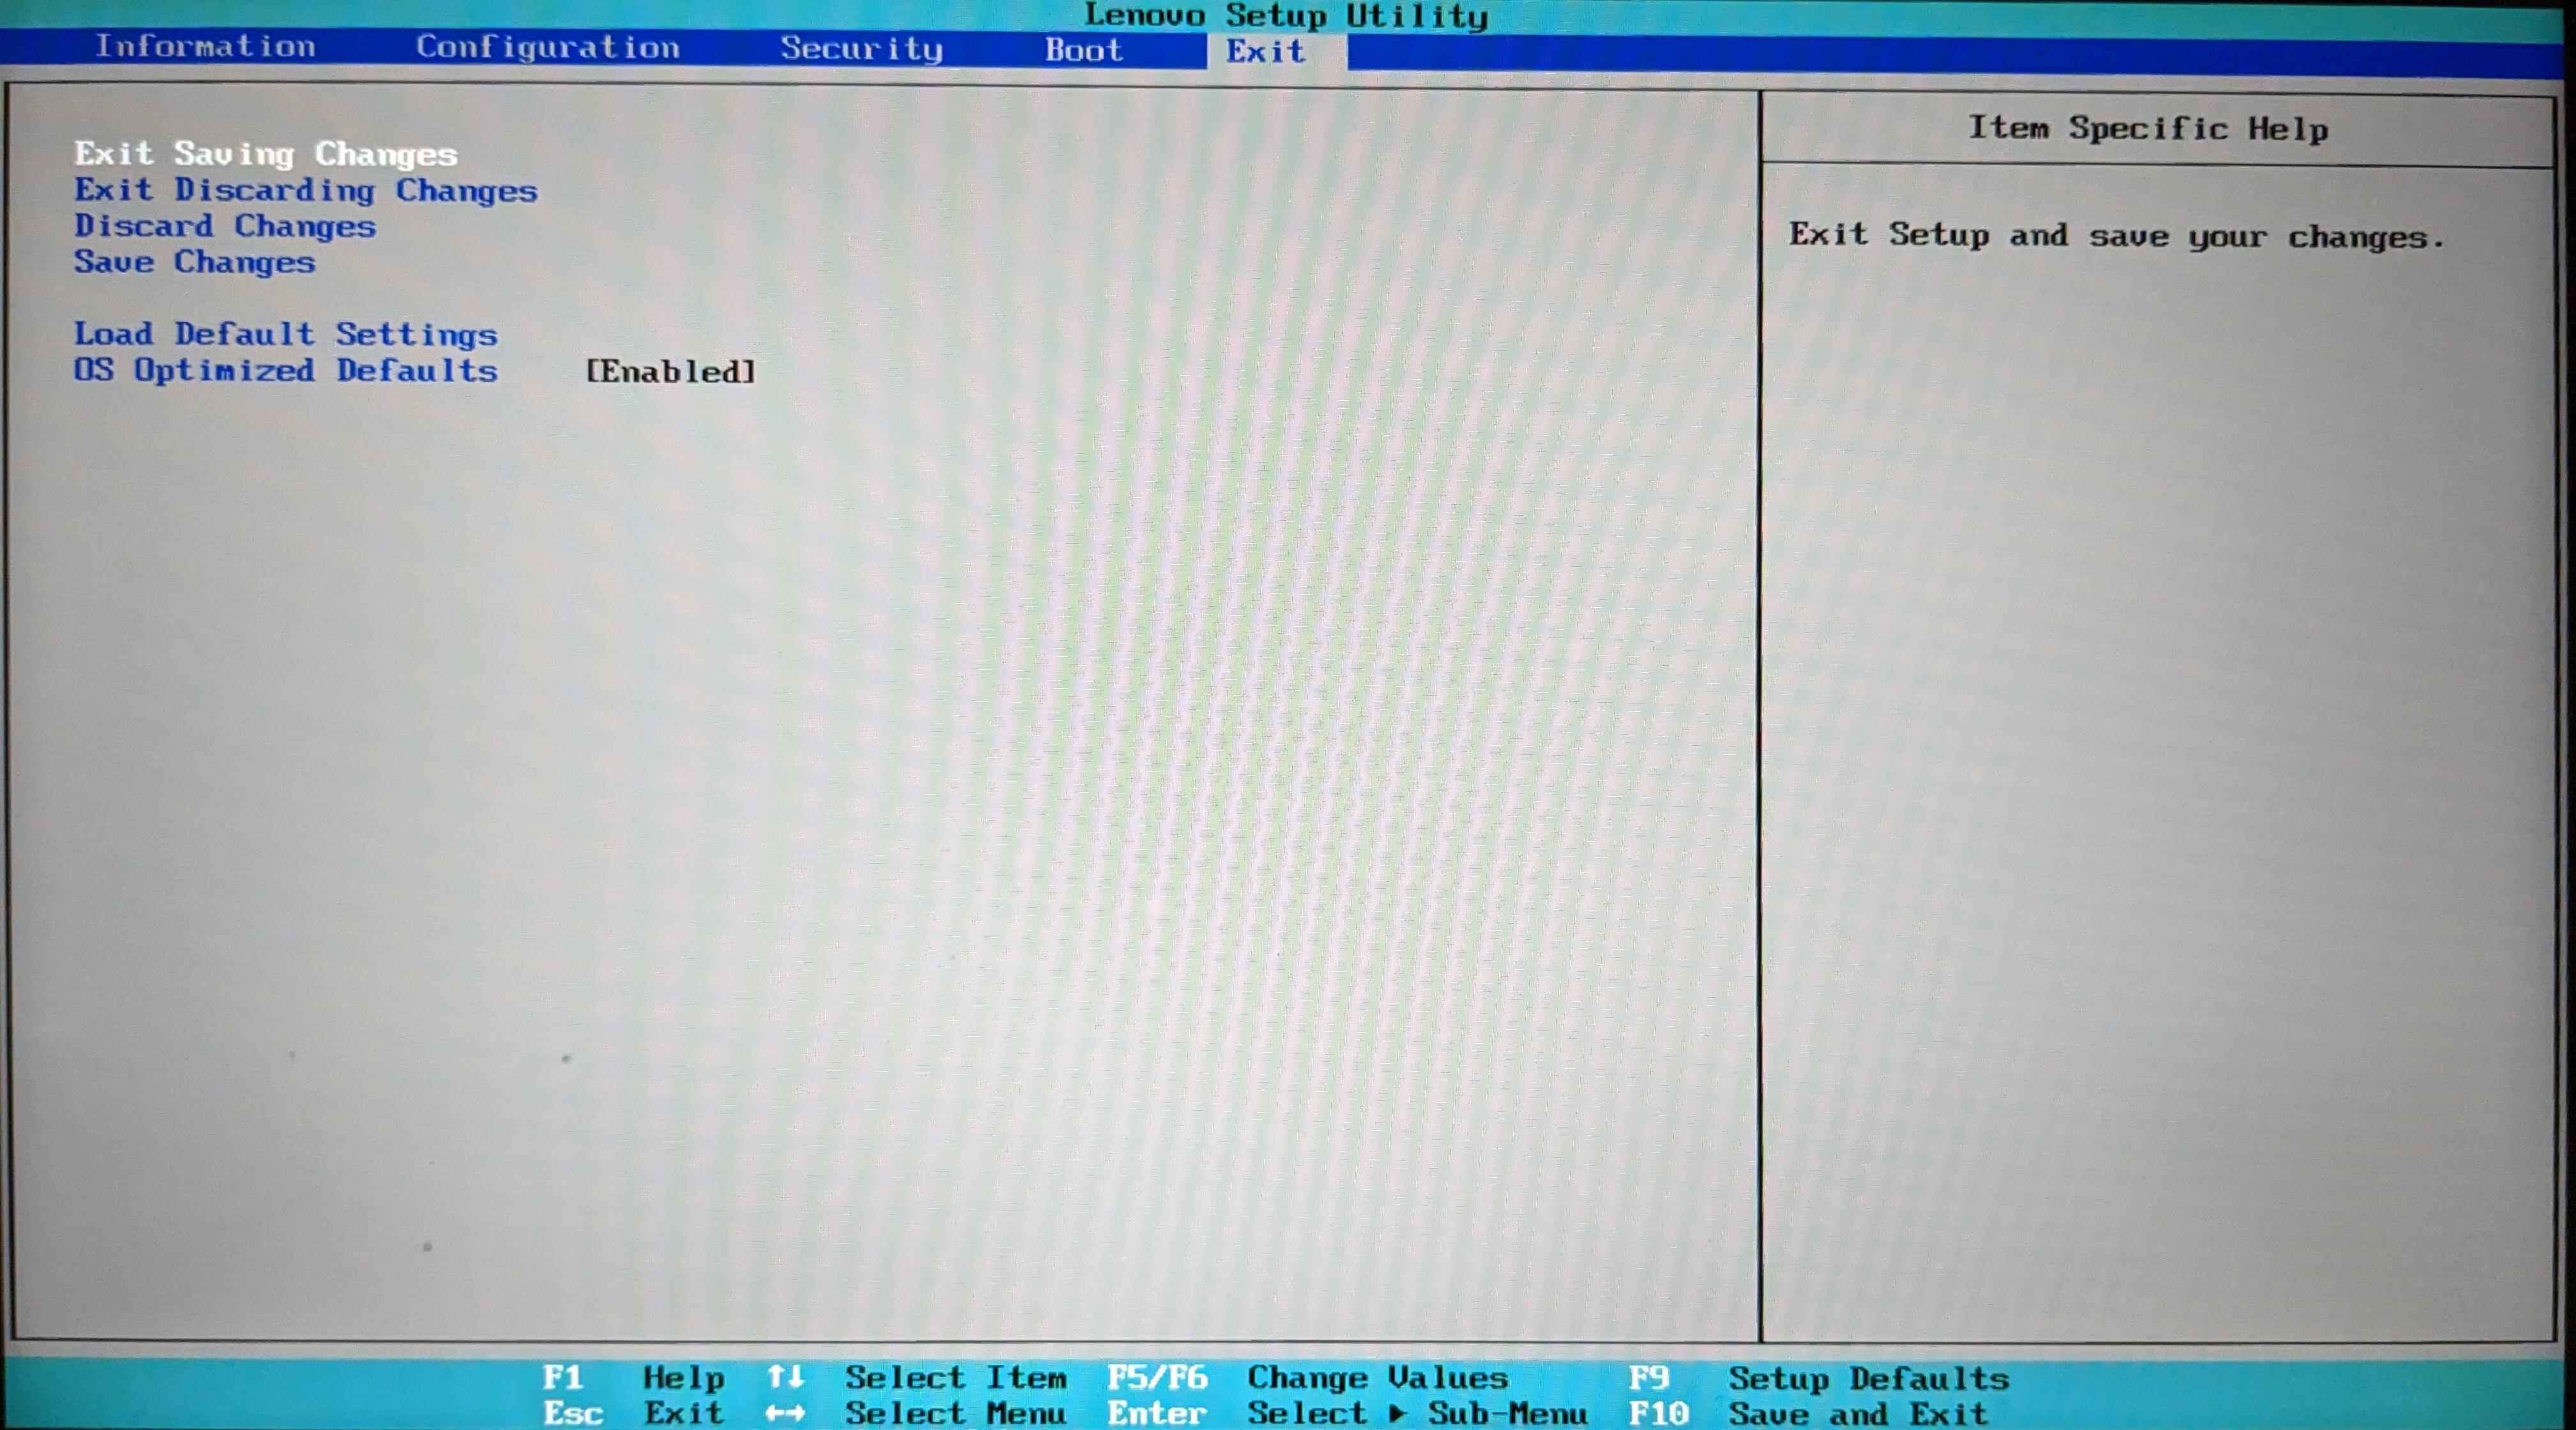 Lenovo Setup Utility
Information Configuration Security Boot Exit
Item Specific Help
Exit Saving Changes
Exit Discarding Changes
Discard Changes
Save Changes
Load Default Settings
OS Optimized Defaults [Enabled]
Exit Setup and save your changes.
F1 Help ↑↓ Select Item F5/F6 Change Values F9 Setup Defaults
Esc Exit ←→ Select Menu Enter Select ▶ Sub-Menu F10 Save and Exit